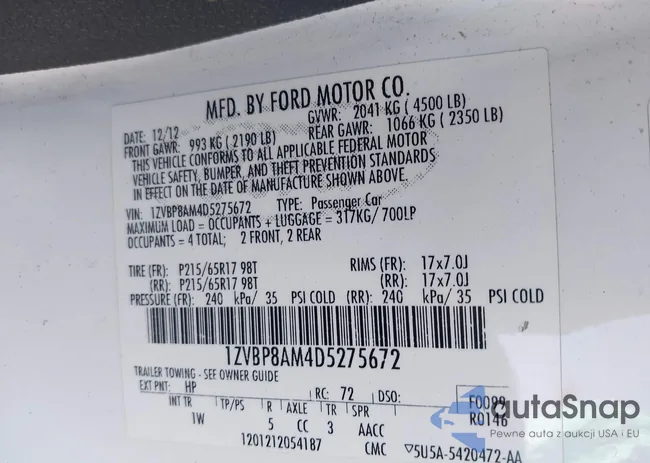 MFD. BY FORD MOTOR CO.
DATE: 12/12 GVWR: 2041 KG ( 4500 LB)
FRONT GAWR: 993 KG ( 2190 LB) REAR GAWR: 1066 KG ( 2350 LB)
THIS VEHICLE CONFORMS TO ALL APPLICABLE FEDERAL MOTOR
VEHICLE SAFETY, BUMPER, AND THEFT PREVENTION STANDARDS
IN EFFECT ON THE DATE OF MANUFACTURE SHOWN ABOVE.
VIN: 1ZVBP8AM4D5275672 TYPE: Passenger Car
MAXIMUM LOAD = OCCUPANTS + LUGGAGE = 317KG/ 700LP
OCCUPANTS = 4 TOTAL; 2 FRONT, 2 REAR
TIRE (FR): P215/65R17 98T RIMS (FR): 17x7.0J
(RR): P215/65R17 98T (RR): 17x7.0J
PRESSURE (FR): 240 kPa/ 35 PSI COLD (RR): 240 kPa/ 35 PSI COLD
1ZVBP8AM4D5275672
TRAILER TOWING - SEE OWNER GUIDE
EXT PNT: HP RC: 72 DSO: F0099
R0146
INT TR TP/PS R AXLE TR SPR
1W 5 CC 3 AACC
1201212054187 CMC ▽5U5A-5420472-AA
autoSnap
Pewne auta z aukcji USA i EU